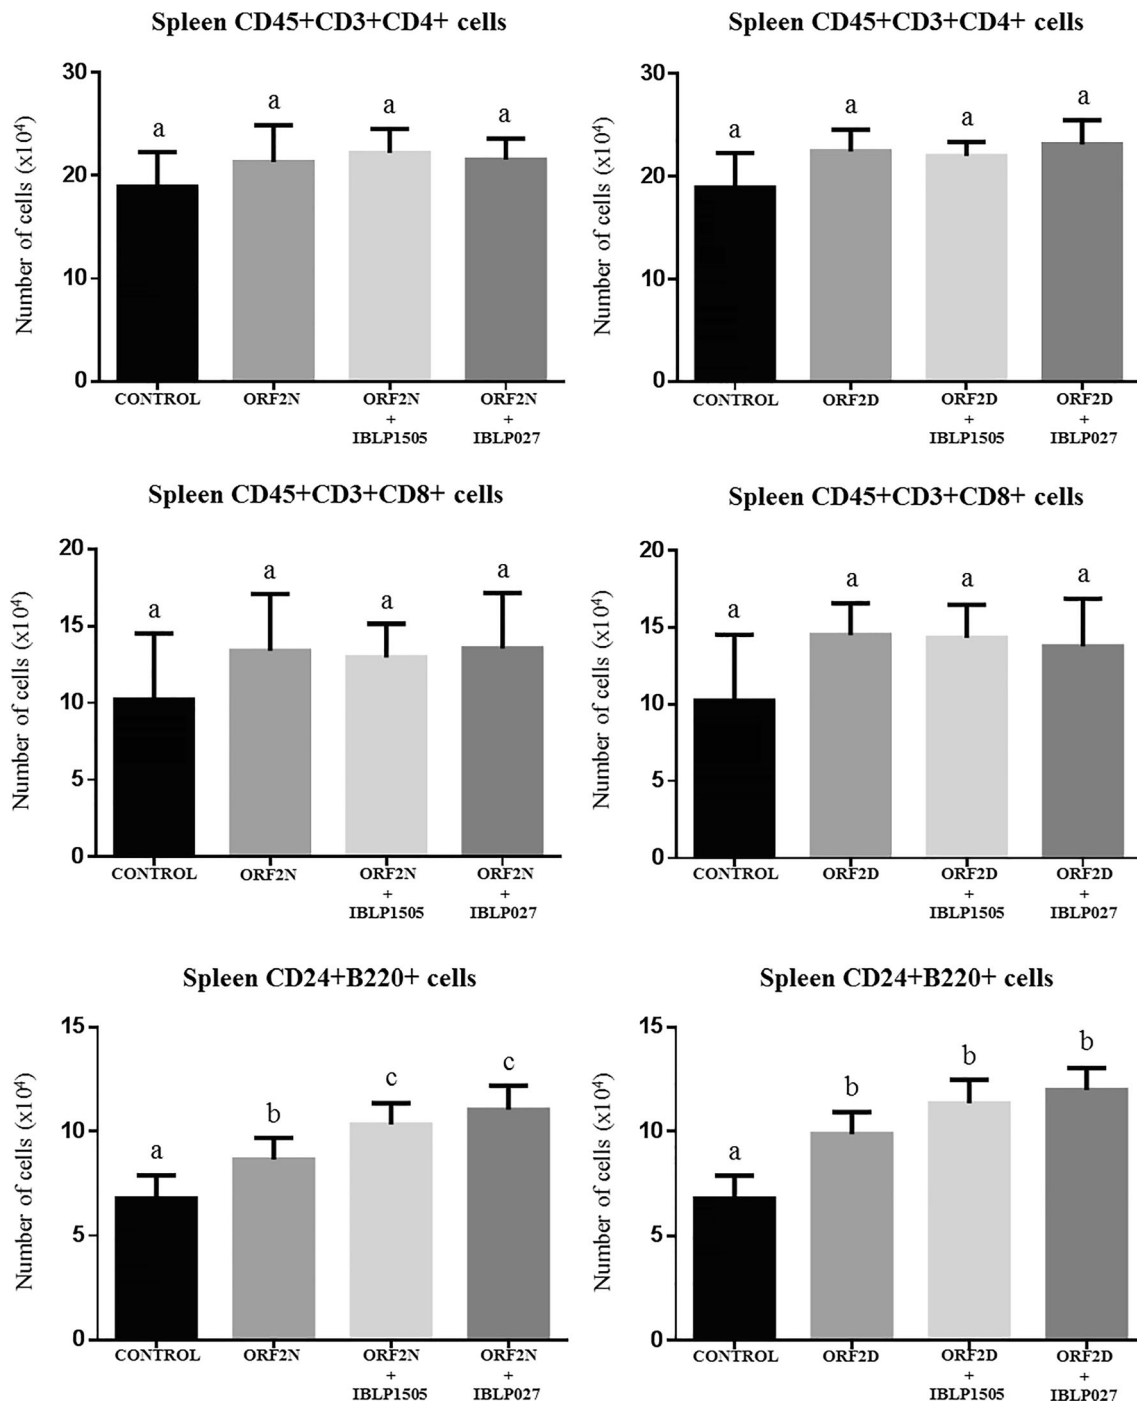 Spleen CD45+CD3+CD4+ cells
Number of cells (x10⁴)
30
20
10
0
a
a
a
a
CONTROL
ORF2N
ORF2N
+
IBLP1505
ORF2N
+
IBLP027
Spleen CD45+CD3+CD4+ cells
Number of cells (x10⁴)
30
20
10
0
a
a
a
a
CONTROL
ORF2D
ORF2D
+
IBLP1505
ORF2D
+
IBLP027
Spleen CD45+CD3+CD8+ cells
Number of cells (x10⁴)
20
15
10
5
0
a
a
a
a
CONTROL
ORF2N
ORF2N
+
IBLP1505
ORF2N
+
IBLP027
Spleen CD45+CD3+CD8+ cells
Number of cells (x10⁴)
20
15
10
5
0
a
a
a
a
CONTROL
ORF2D
ORF2D
+
IBLP1505
ORF2D
+
IBLP027
Spleen CD24+B220+ cells
Number of cells (x10⁴)
15
10
5
0
a
b
c
c
CONTROL
ORF2N
ORF2N
+
IBLP1505
ORF2N
+
IBLP027
Spleen CD24+B220+ cells
Number of cells (x10⁴)
15
10
5
0
a
b
b
b
CONTROL
ORF2D
ORF2D
+
IBLP1505
ORF2D
+
IBLP027